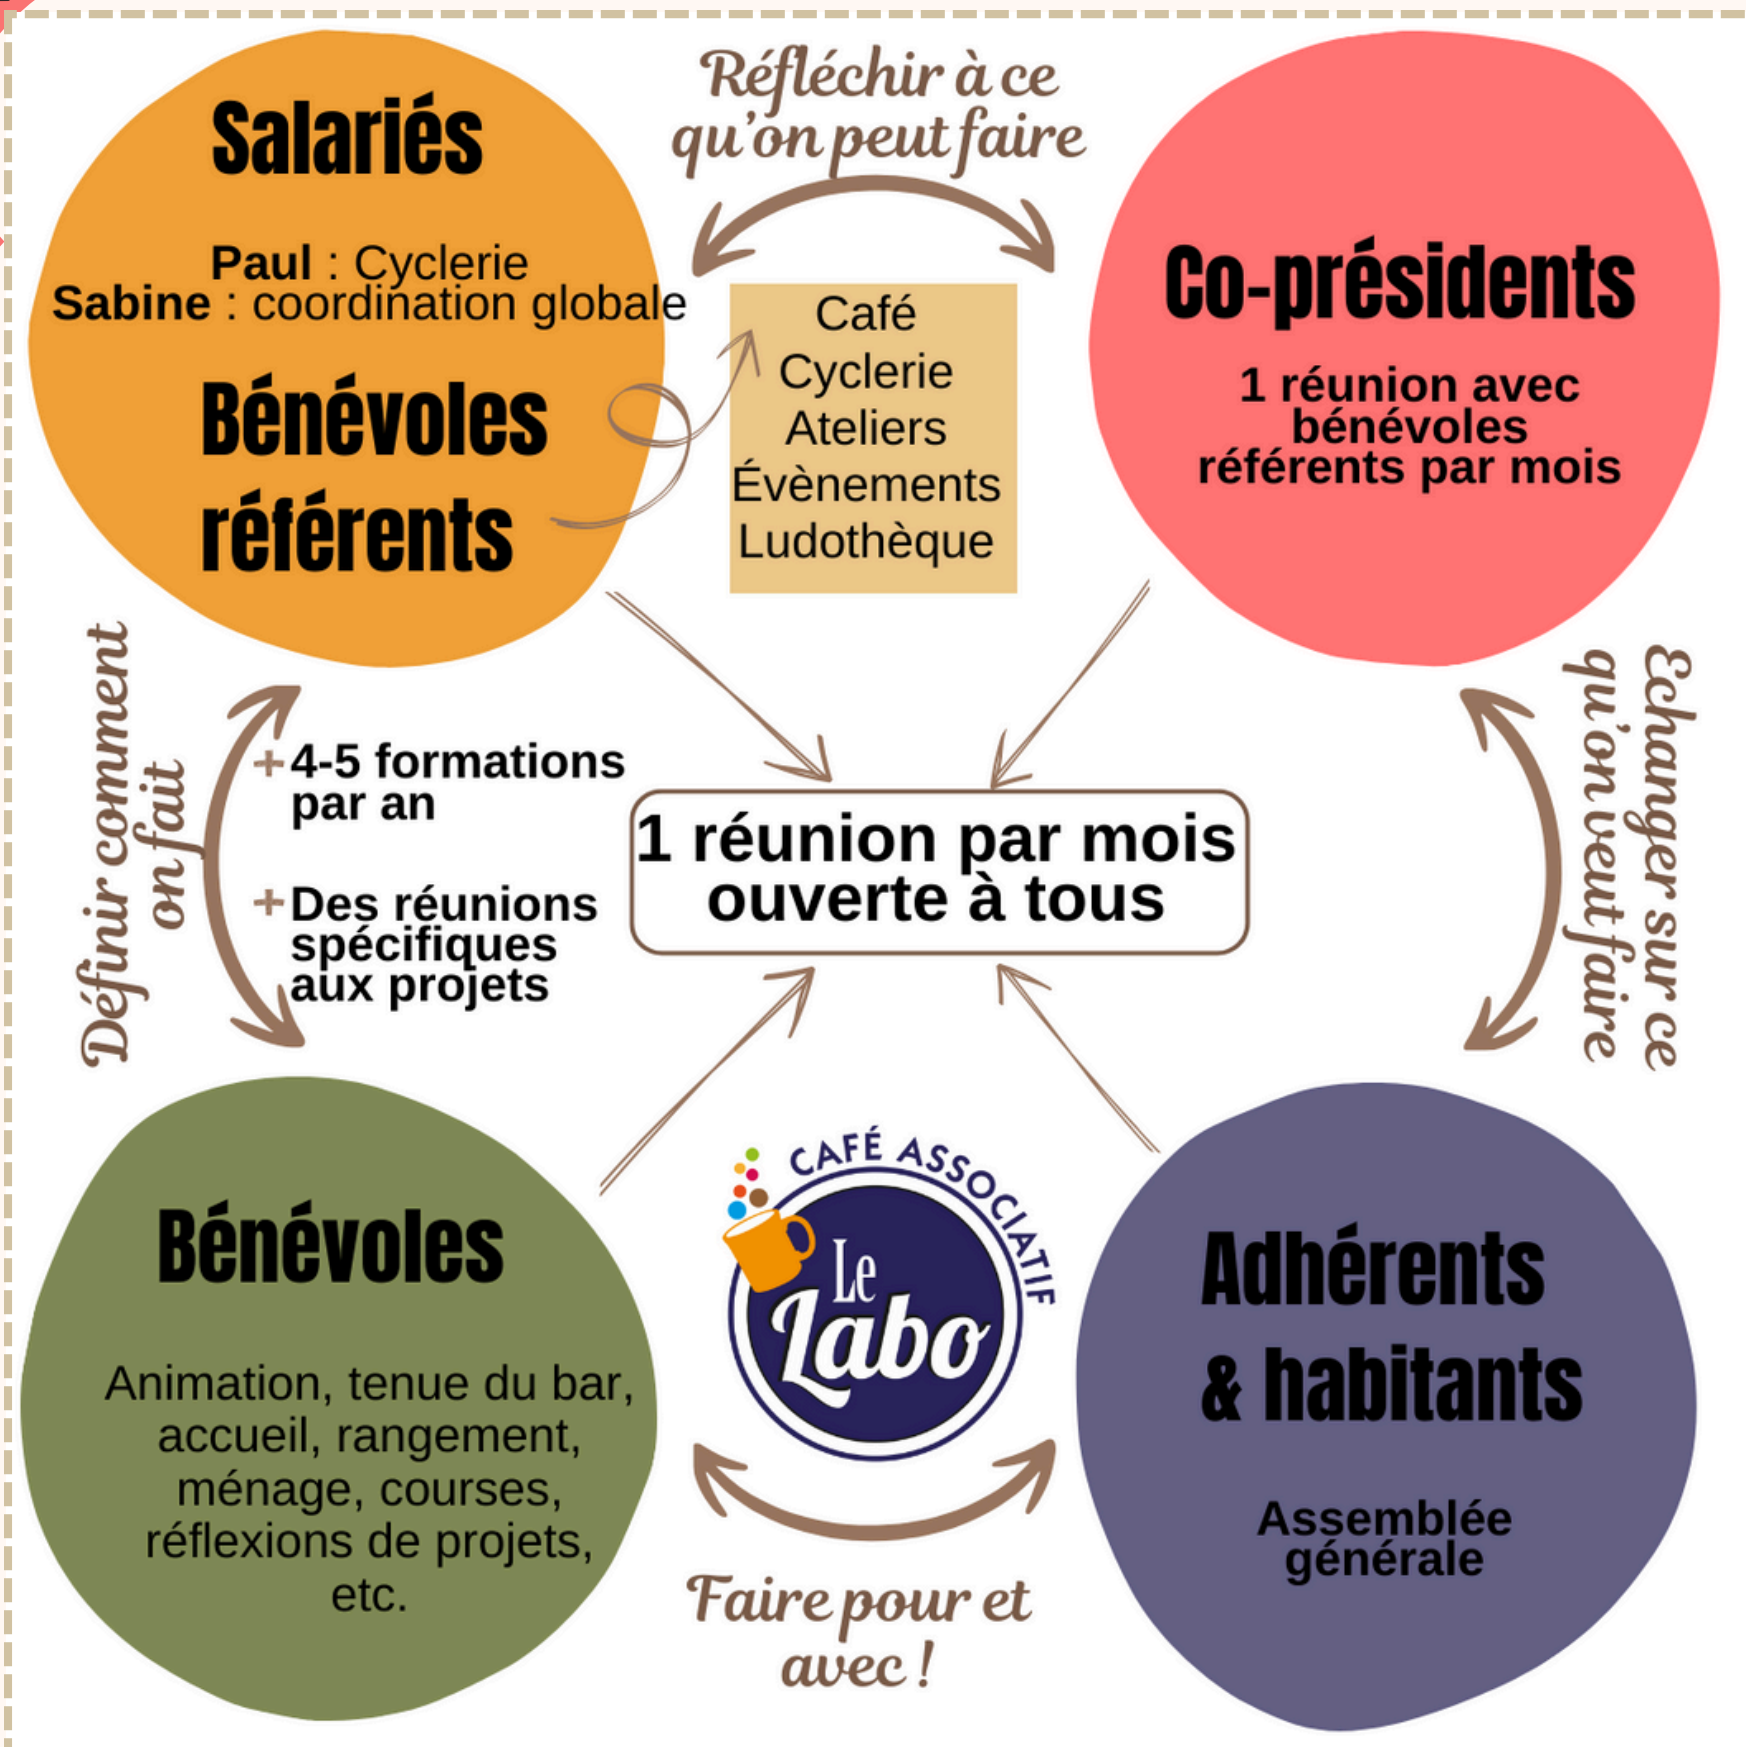 Réfléchir à ce
qu'on peut faire
Salariés
Paul : Cyclerie
Sabine : coordination globale
Bénévoles
référents
Café
Cyclerie
Ateliers
Évènements
Ludothèque
Co-présidents
1 réunion avec
bénévoles
référents par mois
Définir comment
on fait
+ 4-5 formations
par an
+ Des réunions
spécifiques
aux projets
1 réunion par mois
ouverte à tous
Echanger sur ce
qu'on veut faire
Bénévoles
Animation, tenue du bar,
accueil, rangement,
ménage, courses,
réflexions de projets,
etc.
CAFÉ ASSOCIATIF
Le
Labo
Adhérents
& habitants
Assemblée
générale
Faire pour et
avec !